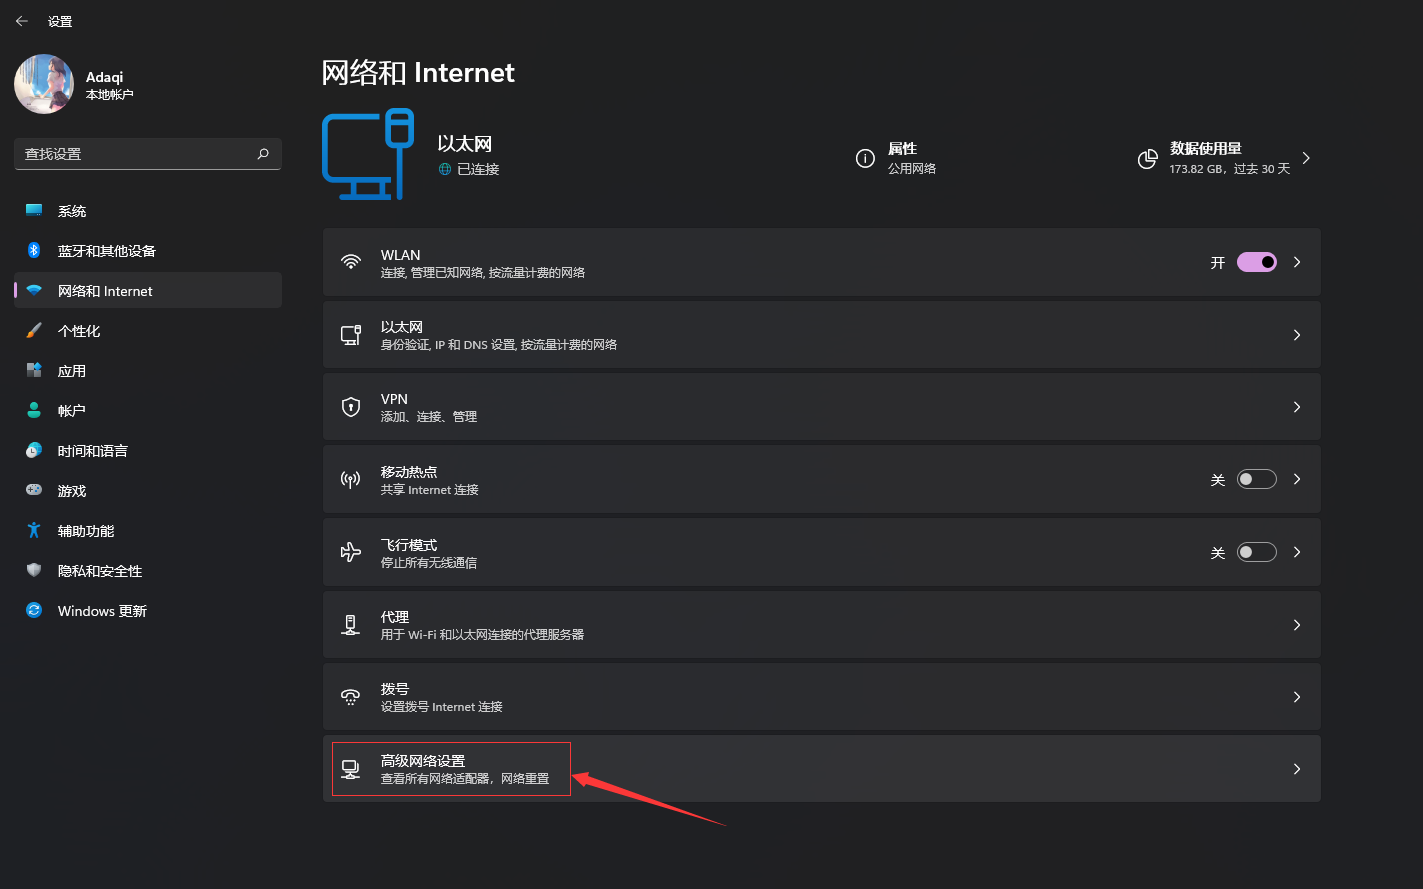 设置
Adaqi
本地帐户
查找设置
系统
蓝牙和其他设备
网络和 Internet
个性化
应用
帐户
时间和语言
游戏
辅助功能
隐私和安全性
Windows 更新
网络和 Internet
以太网
已连接
属性
公用网络
数据使用量
173.82 GB，过去 30 天
WLAN
连接, 管理已知网络, 按流量计费的网络
开
以太网
身份验证, IP 和 DNS 设置, 按流量计费的网络
VPN
添加、连接、管理
移动热点
共享 Internet 连接
关
飞行模式
停止所有无线通信
关
代理
用于 Wi-Fi 和以太网连接的代理服务器
拨号
设置拨号 Internet 连接
高级网络设置
查看所有网络适配器，网络重置